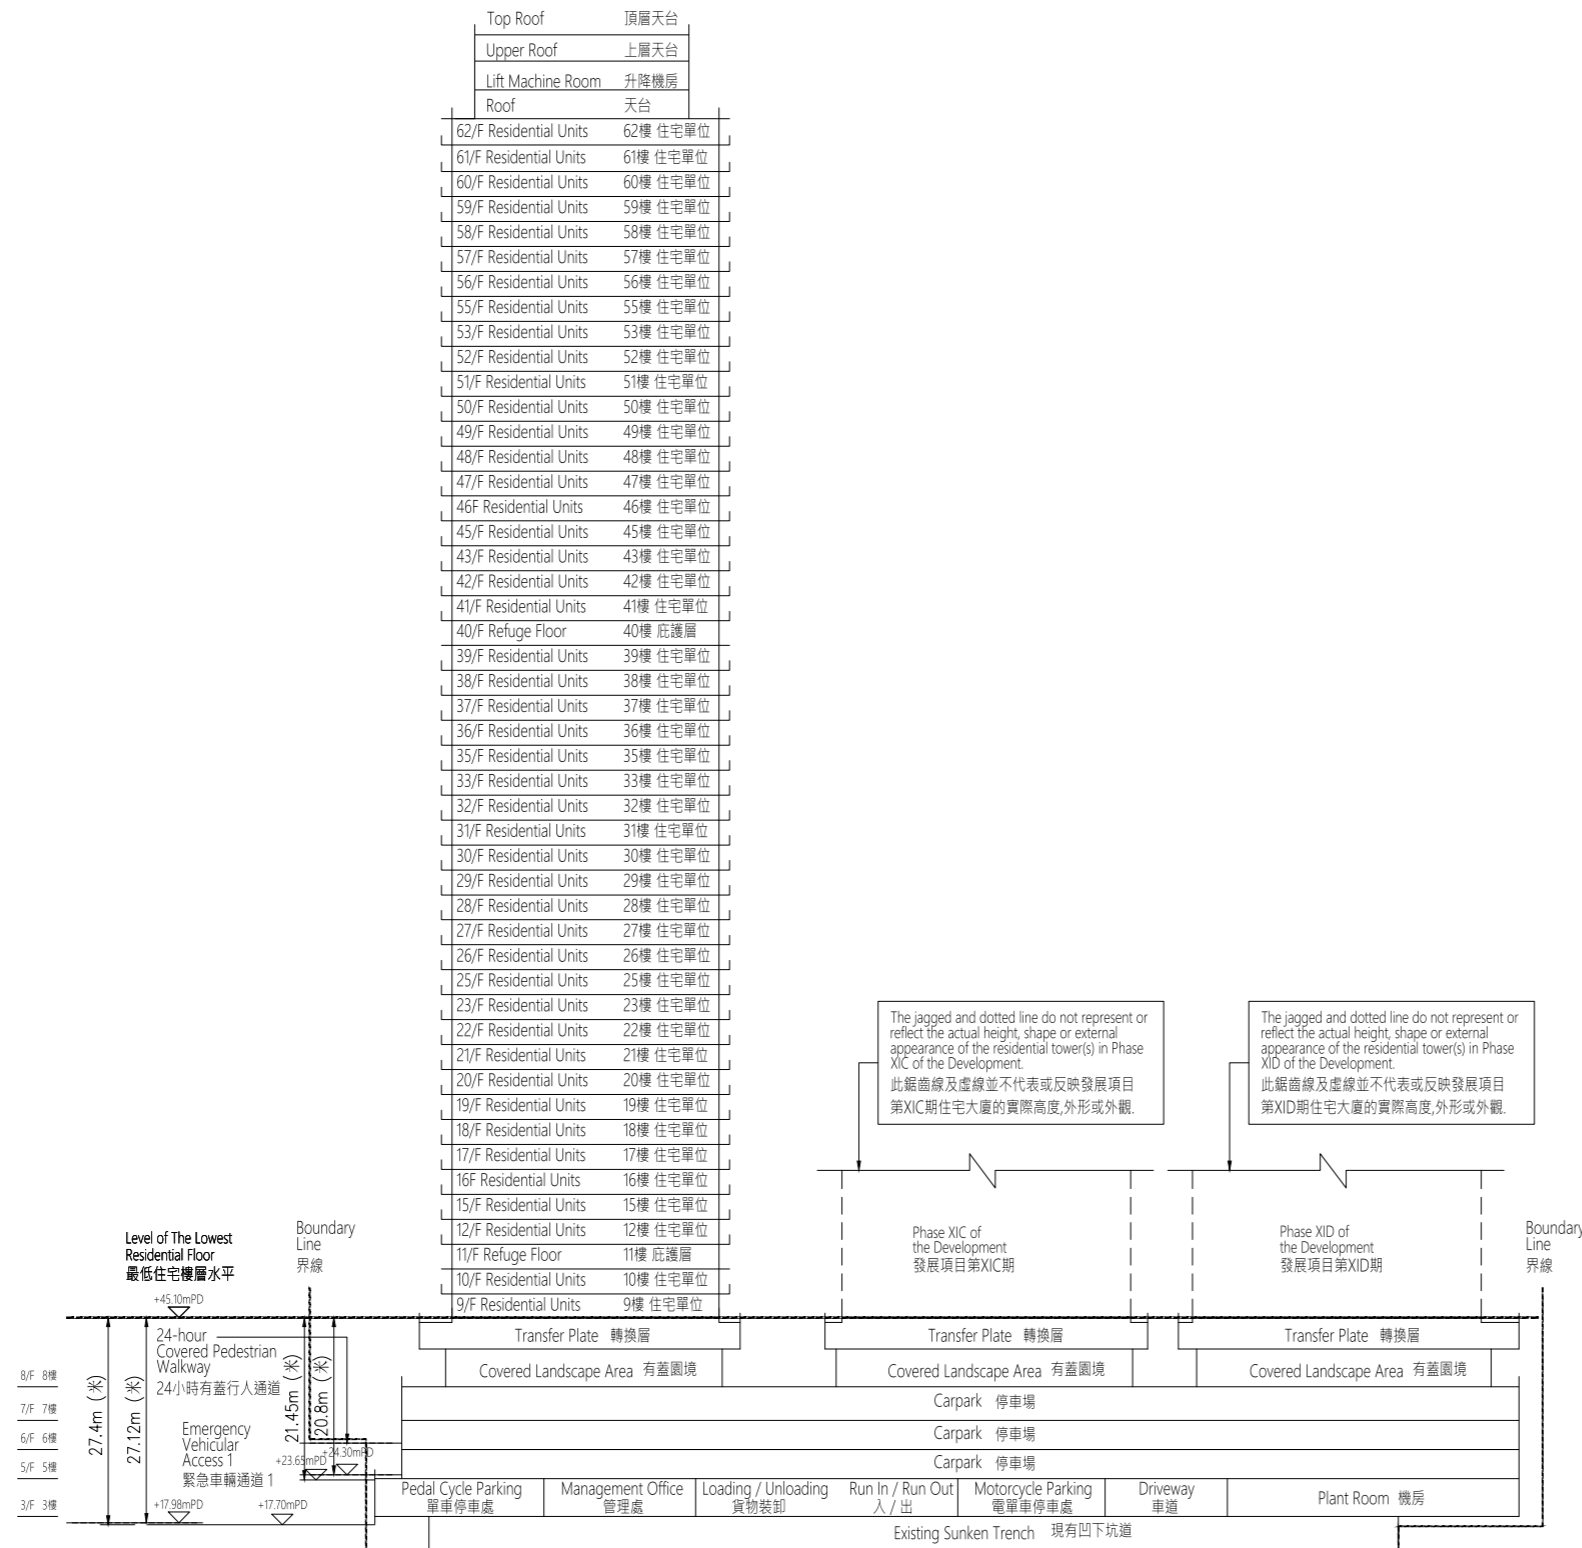 Top Roof 頂層天台
Upper Roof 上層天台
Lift Machine Room 升降機房
Roof 天台
62/F Residential Units 62樓 住宅單位
61/F Residential Units 61樓 住宅單位
60/F Residential Units 60樓 住宅單位
59/F Residential Units 59樓 住宅單位
58/F Residential Units 58樓 住宅單位
57/F Residential Units 57樓 住宅單位
56/F Residential Units 56樓 住宅單位
55/F Residential Units 55樓 住宅單位
53/F Residential Units 53樓 住宅單位
52/F Residential Units 52樓 住宅單位
51/F Residential Units 51樓 住宅單位
50/F Residential Units 50樓 住宅單位
49/F Residential Units 49樓 住宅單位
48/F Residential Units 48樓 住宅單位
47/F Residential Units 47樓 住宅單位
46F Residential Units 46樓 住宅單位
45/F Residential Units 45樓 住宅單位
43/F Residential Units 43樓 住宅單位
42/F Residential Units 42樓 住宅單位
41/F Residential Units 41樓 住宅單位
40/F Refuge Floor 40樓 庇護層
39/F Residential Units 39樓 住宅單位
38/F Residential Units 38樓 住宅單位
37/F Residential Units 37樓 住宅單位
36/F Residential Units 36樓 住宅單位
35/F Residential Units 35樓 住宅單位
33/F Residential Units 33樓 住宅單位
32/F Residential Units 32樓 住宅單位
31/F Residential Units 31樓 住宅單位
30/F Residential Units 30樓 住宅單位
29/F Residential Units 29樓 住宅單位
28/F Residential Units 28樓 住宅單位
27/F Residential Units 27樓 住宅單位
26/F Residential Units 26樓 住宅單位
25/F Residential Units 25樓 住宅單位
23/F Residential Units 23樓 住宅單位
22/F Residential Units 22樓 住宅單位
21/F Residential Units 21樓 住宅單位
20/F Residential Units 20樓 住宅單位
19/F Residential Units 19樓 住宅單位
18/F Residential Units 18樓 住宅單位
17/F Residential Units 17樓 住宅單位
16F Residential Units 16樓 住宅單位
15/F Residential Units 15樓 住宅單位
12/F Residential Units 12樓 住宅單位
11/F Refuge Floor 11樓 庇護層
10/F Residential Units 10樓 住宅單位
9/F Residential Units 9樓 住宅單位
The jagged and dotted line do not represent or
reflect the actual height, shape or external
appearance of the residential tower(s) in Phase
XIC of the Development.
此鋸齒線及虛線並不代表或反映發展項目
第XIC期住宅大廈的實際高度,外形或外觀.
The jagged and dotted line do not represent or
reflect the actual height, shape or external
appearance of the residential tower(s) in Phase
XID of the Development.
此鋸齒線及虛線並不代表或反映發展項目
第XID期住宅大廈的實際高度,外形或外觀.
Phase XIC of
the Development
發展項目第XIC期
Phase XID of
the Development
發展項目第XID期
Boundary
Line
界線
Boundary
Line
界線
Level of The Lowest
Residential Floor
最低住宅樓層水平
+45.10mPD
24-hour
Covered Pedestrian
Walkway
24小時有蓋行人通道
Emergency
Vehicular
Access 1
緊急車輛通道 1
27.4m (米)
27.12m (米)
21.45m (米)
20.8m (米)
+24.30mPD
+23.65mPD
+17.98mPD
+17.70mPD
8/F 8樓
7/F 7樓
6/F 6樓
5/F 5樓
3/F 3樓
Transfer Plate 轉換層
Transfer Plate 轉換層
Transfer Plate 轉換層
Covered Landscape Area 有蓋園境
Covered Landscape Area 有蓋園境
Covered Landscape Area 有蓋園境
Carpark 停車場
Carpark 停車場
Carpark 停車場
Pedal Cycle Parking
單車停車處
Management Office
管理處
Loading / Unloading
貨物裝卸
Run In / Run Out
入 / 出
Motorcycle Parking
電單車停車處
Driveway
車道
Plant Room 機房
Existing Sunken Trench 現有凹下坑道